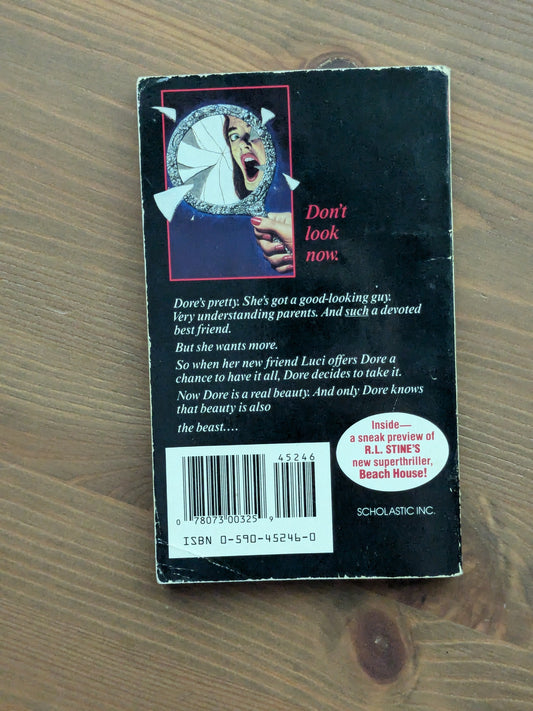 Don't
look
now.
Dore's pretty. She's got a good-looking guy.
Very understanding parents. And such a devoted
best friend.
But she wants more.
So when her new friend Luci offers Dore a
chance to have it all, Dore decides to take it.
Now Dore is a real beauty. And only Dore knows
that beauty is also
the beast....
Inside—
a sneak preview of
R.L. STINE'S
new superthriller,
Beach House!
45246
0 78073 00325 9
ISBN 0-590-45246-0
SCHOLASTIC INC.